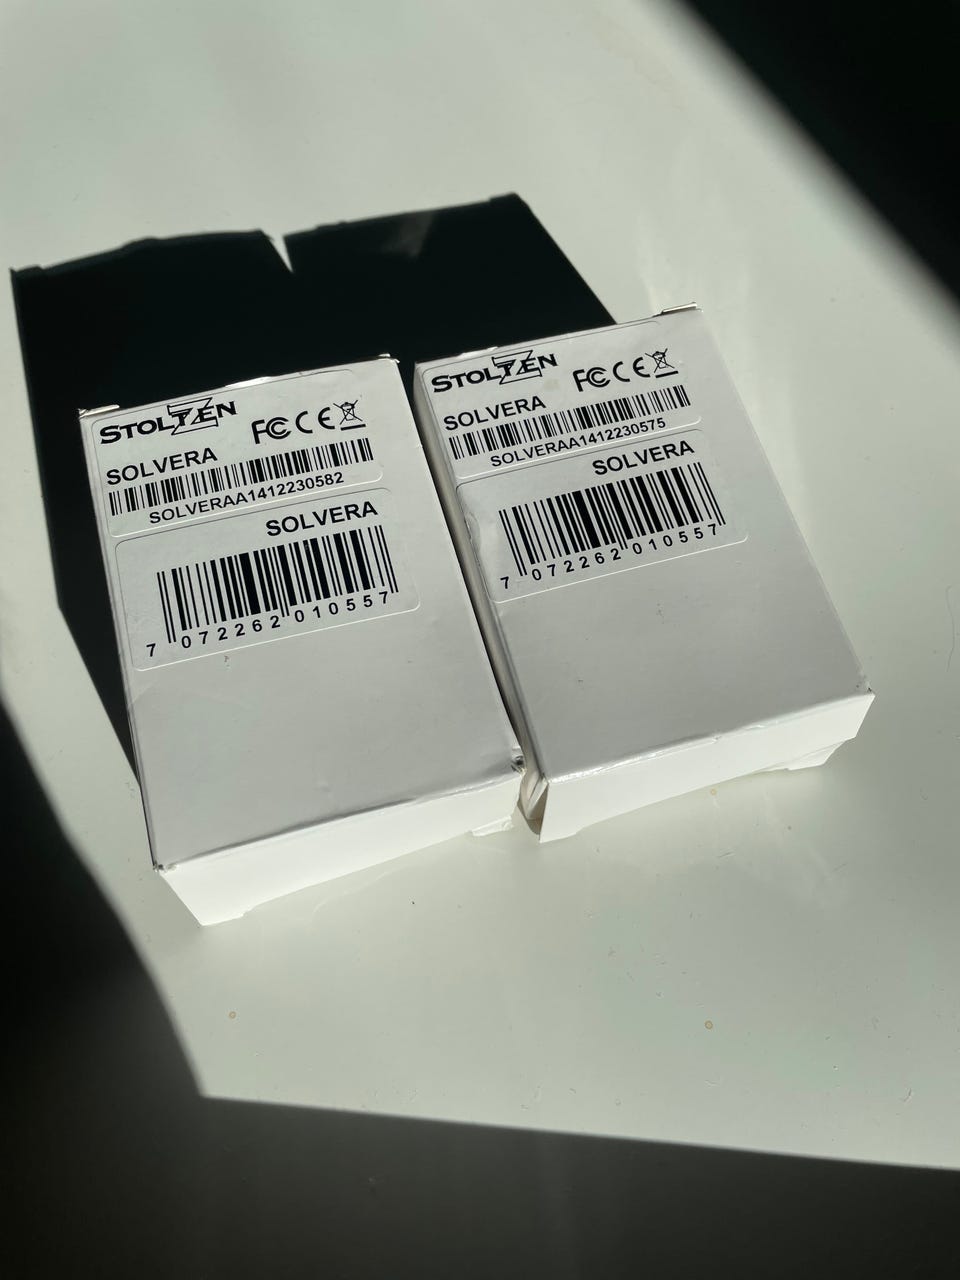 STOLTZEN
FC CE
SOLVERA
SOLVERAA1412230582
SOLVERA
7 072262 010557
STOLTZEN
FC CE
SOLVERA
SOLVERAA1412230575
SOLVERA
7 072262 010557